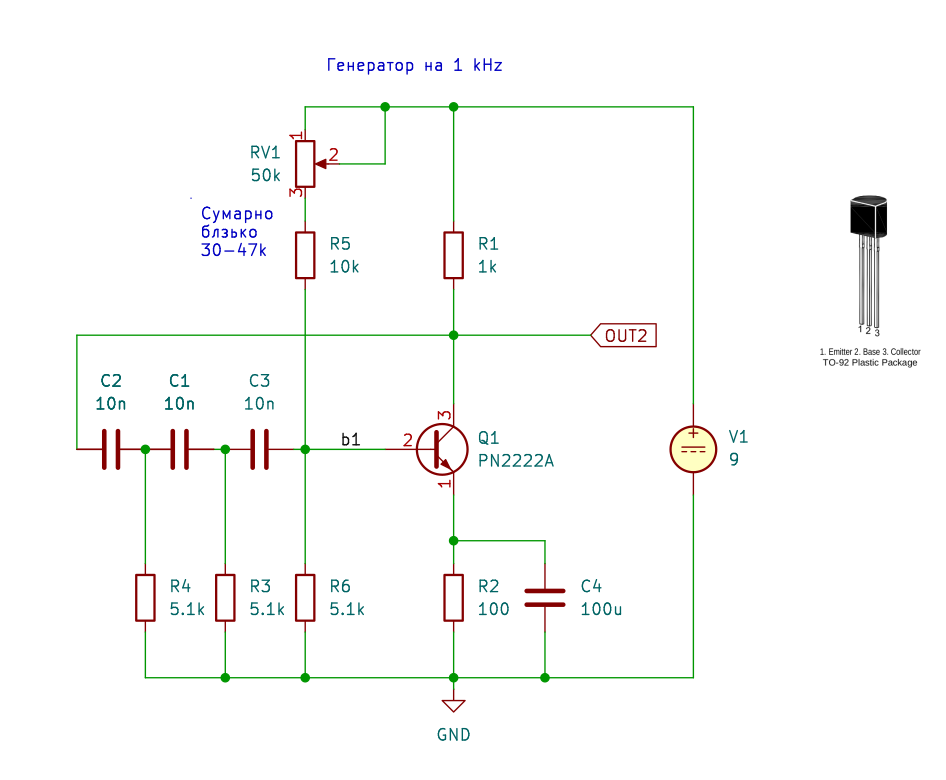 Генератор на 1 kHz
1
RV1
50k
2
3
Сумарно
блзько
30–47k
R5
10k
R1
1k
OUT2
C2
10n
C1
10n
C3
10n
b1
2
3
1
Q1
PN2222A
V1
9
R4
5.1k
R3
5.1k
R6
5.1k
R2
100
C4
100u
GND
1 2 3
1. Emitter 2. Base 3. Collector
TO-92 Plastic Package